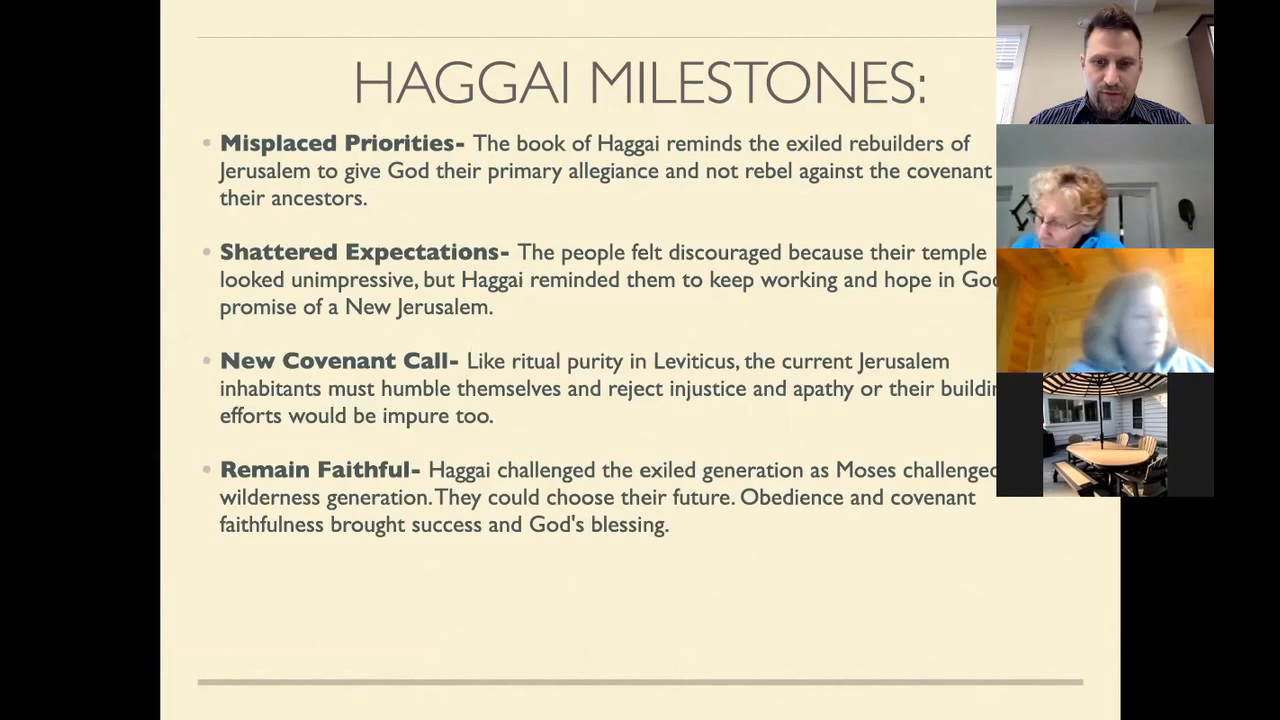 HAGGAI MILESTONES:
• Misplaced Priorities- The book of Haggai reminds the exiled rebuilders of
Jerusalem to give God their primary allegiance and not rebel against the covenant
their ancestors.
• Shattered Expectations- The people felt discouraged because their temple
looked unimpressive, but Haggai reminded them to keep working and hope in
promise of a New Jerusalem.
• New Covenant Call- Like ritual purity in Leviticus, the current Jerusalem
inhabitants must humble themselves and reject injustice and apathy or their
efforts would be impure too.
• Remain Faithful- Haggai challenged the exiled generation as Moses challenged
wilderness generation. They could choose their future. Obedience and covenant
faithfulness brought success and God's blessing.